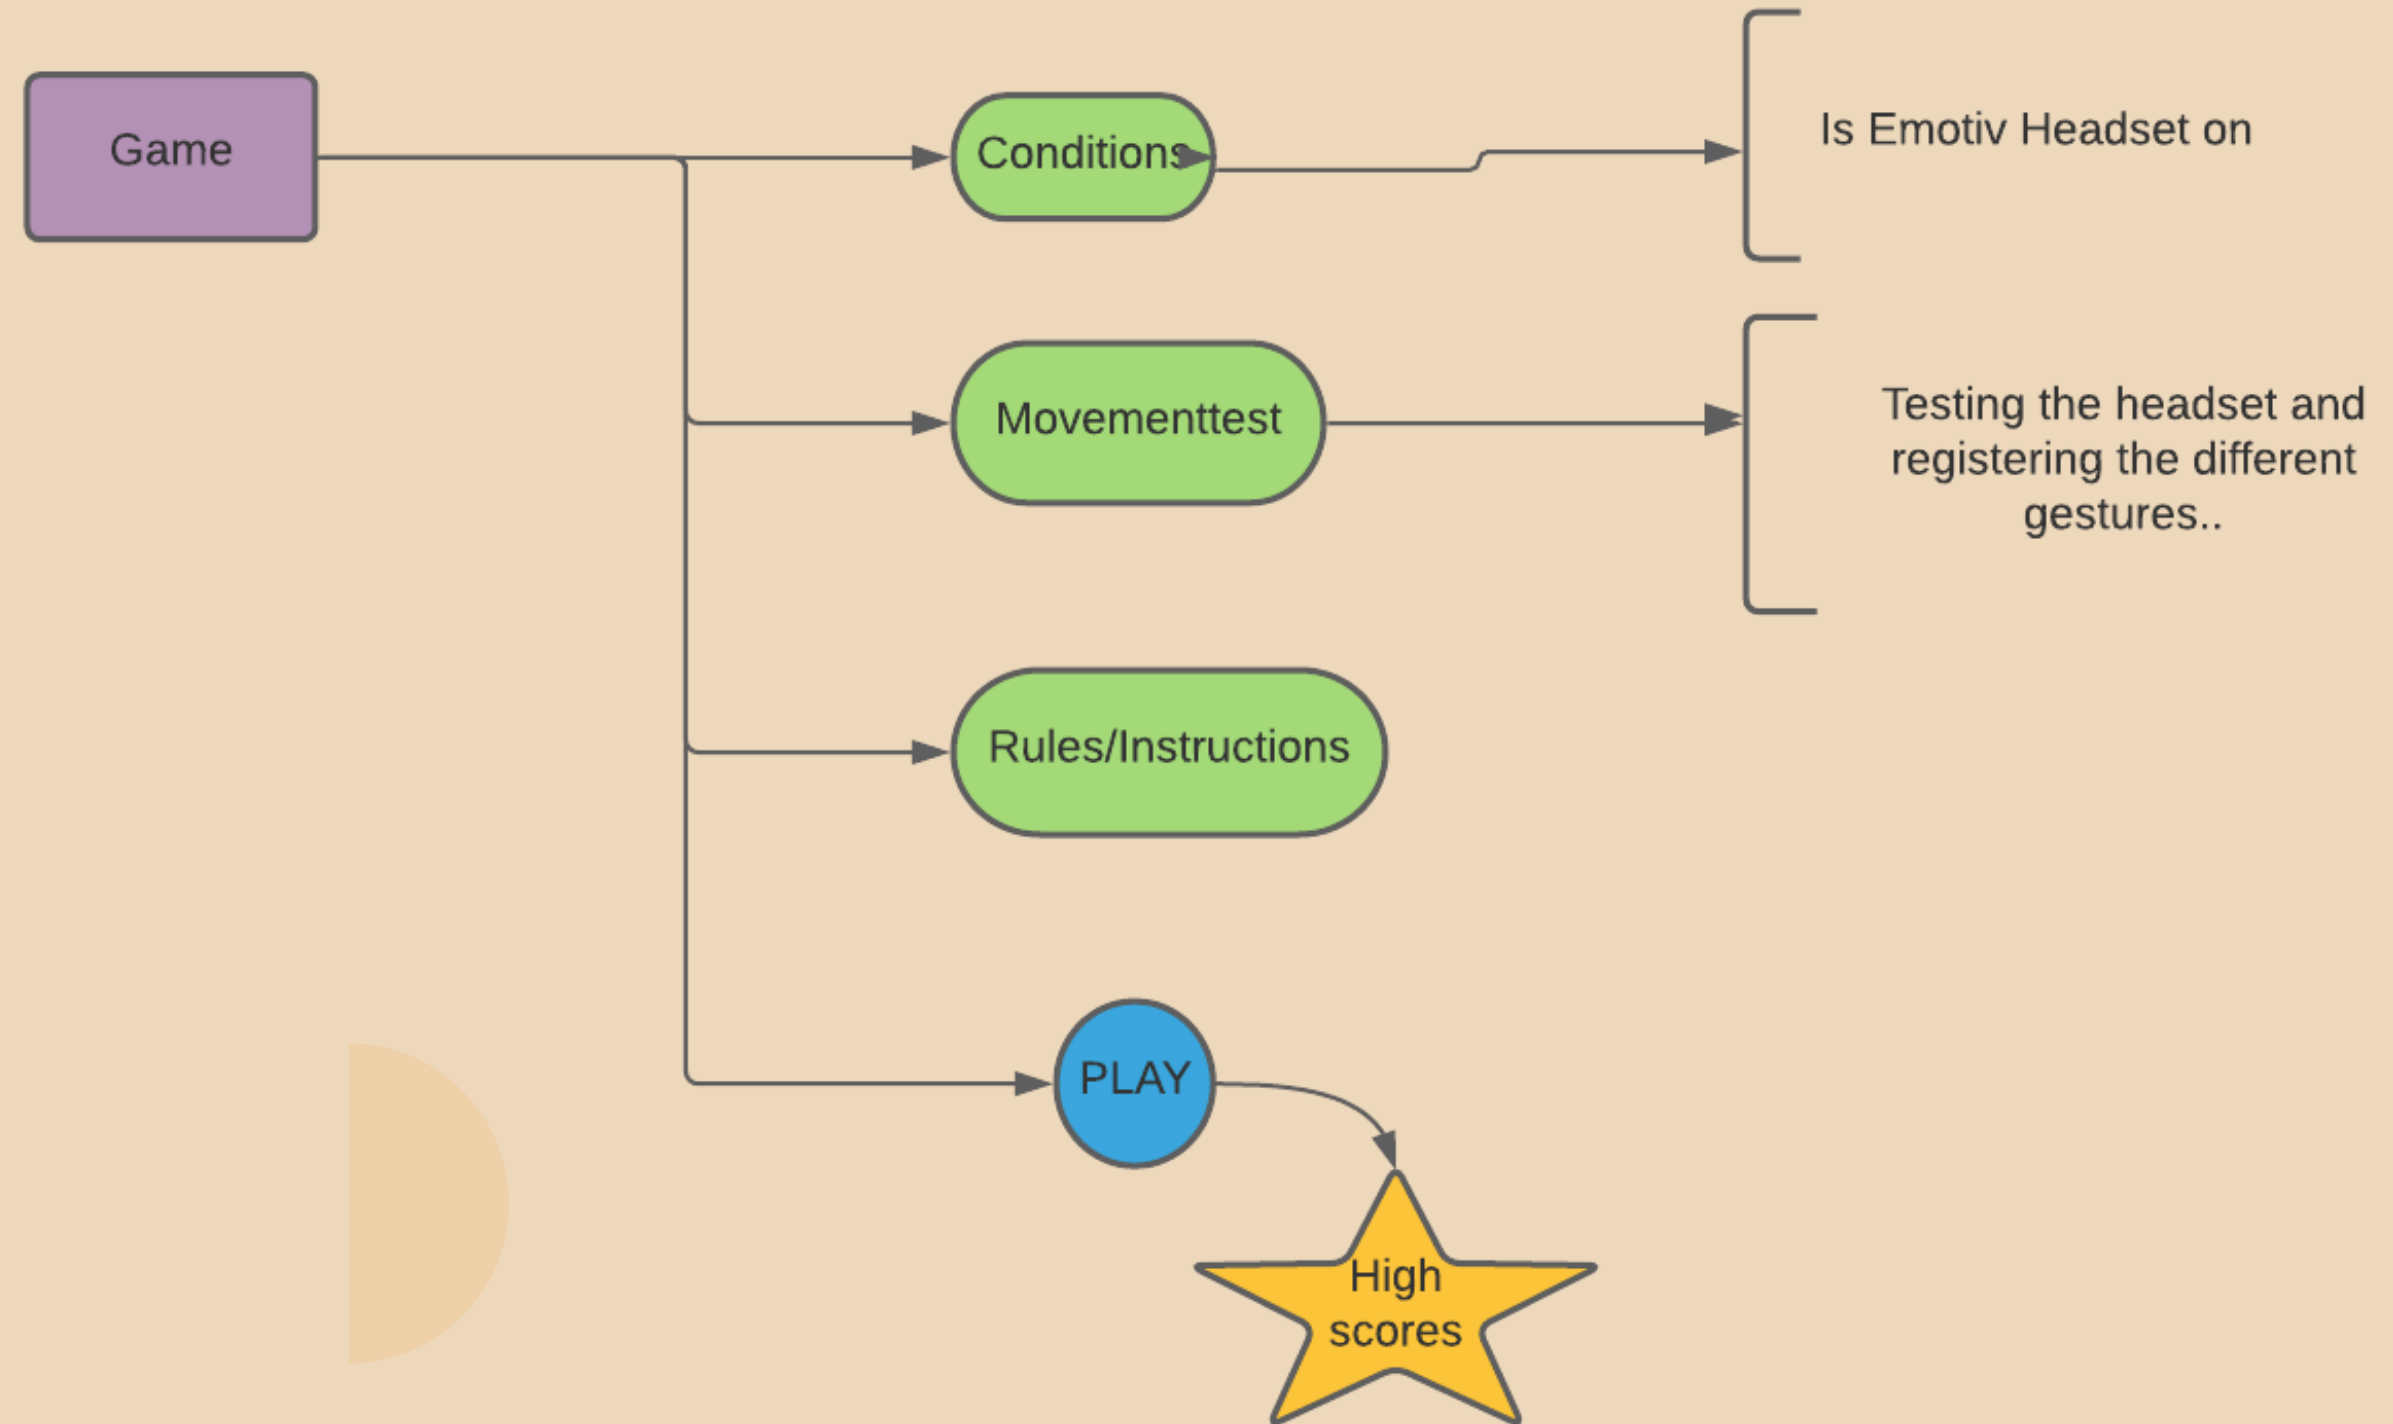 Game
Conditions
Is Emotiv Headset on
Movementtest
Testing the headset and
registering the different
gestures..
Rules/Instructions
PLAY
High
scores